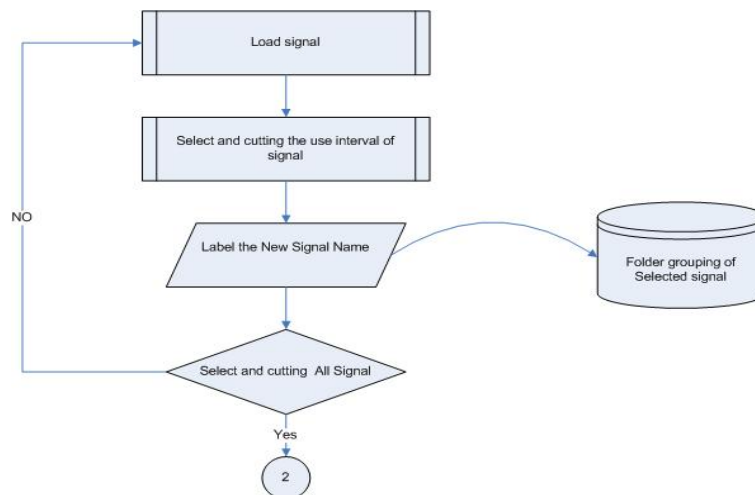 Load signal
Select and cutting the use interval of
signal
NO
Label the New Signal Name
Folder grouping of
Selected signal
Select and cutting All Signal
Yes
2